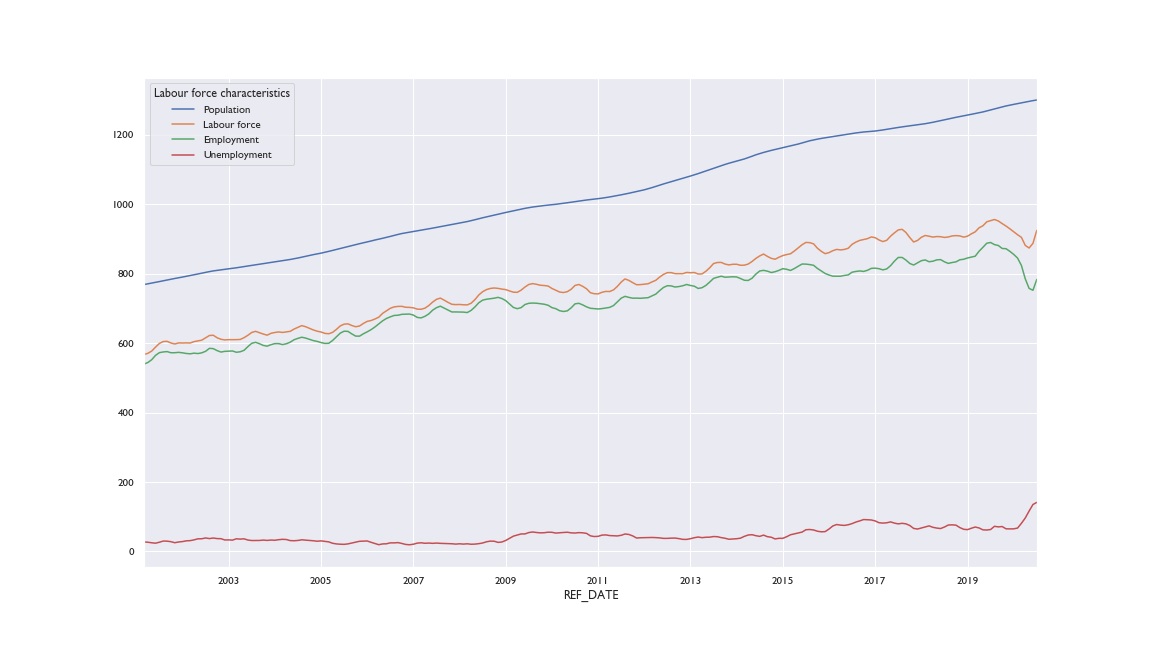 Labour force characteristics
Population
Labour force
Employment
Unemployment
1200
1000
800
600
400
200
0
2003 2005 2007 2009 2011 2013 2015 2017 2019
REF_DATE